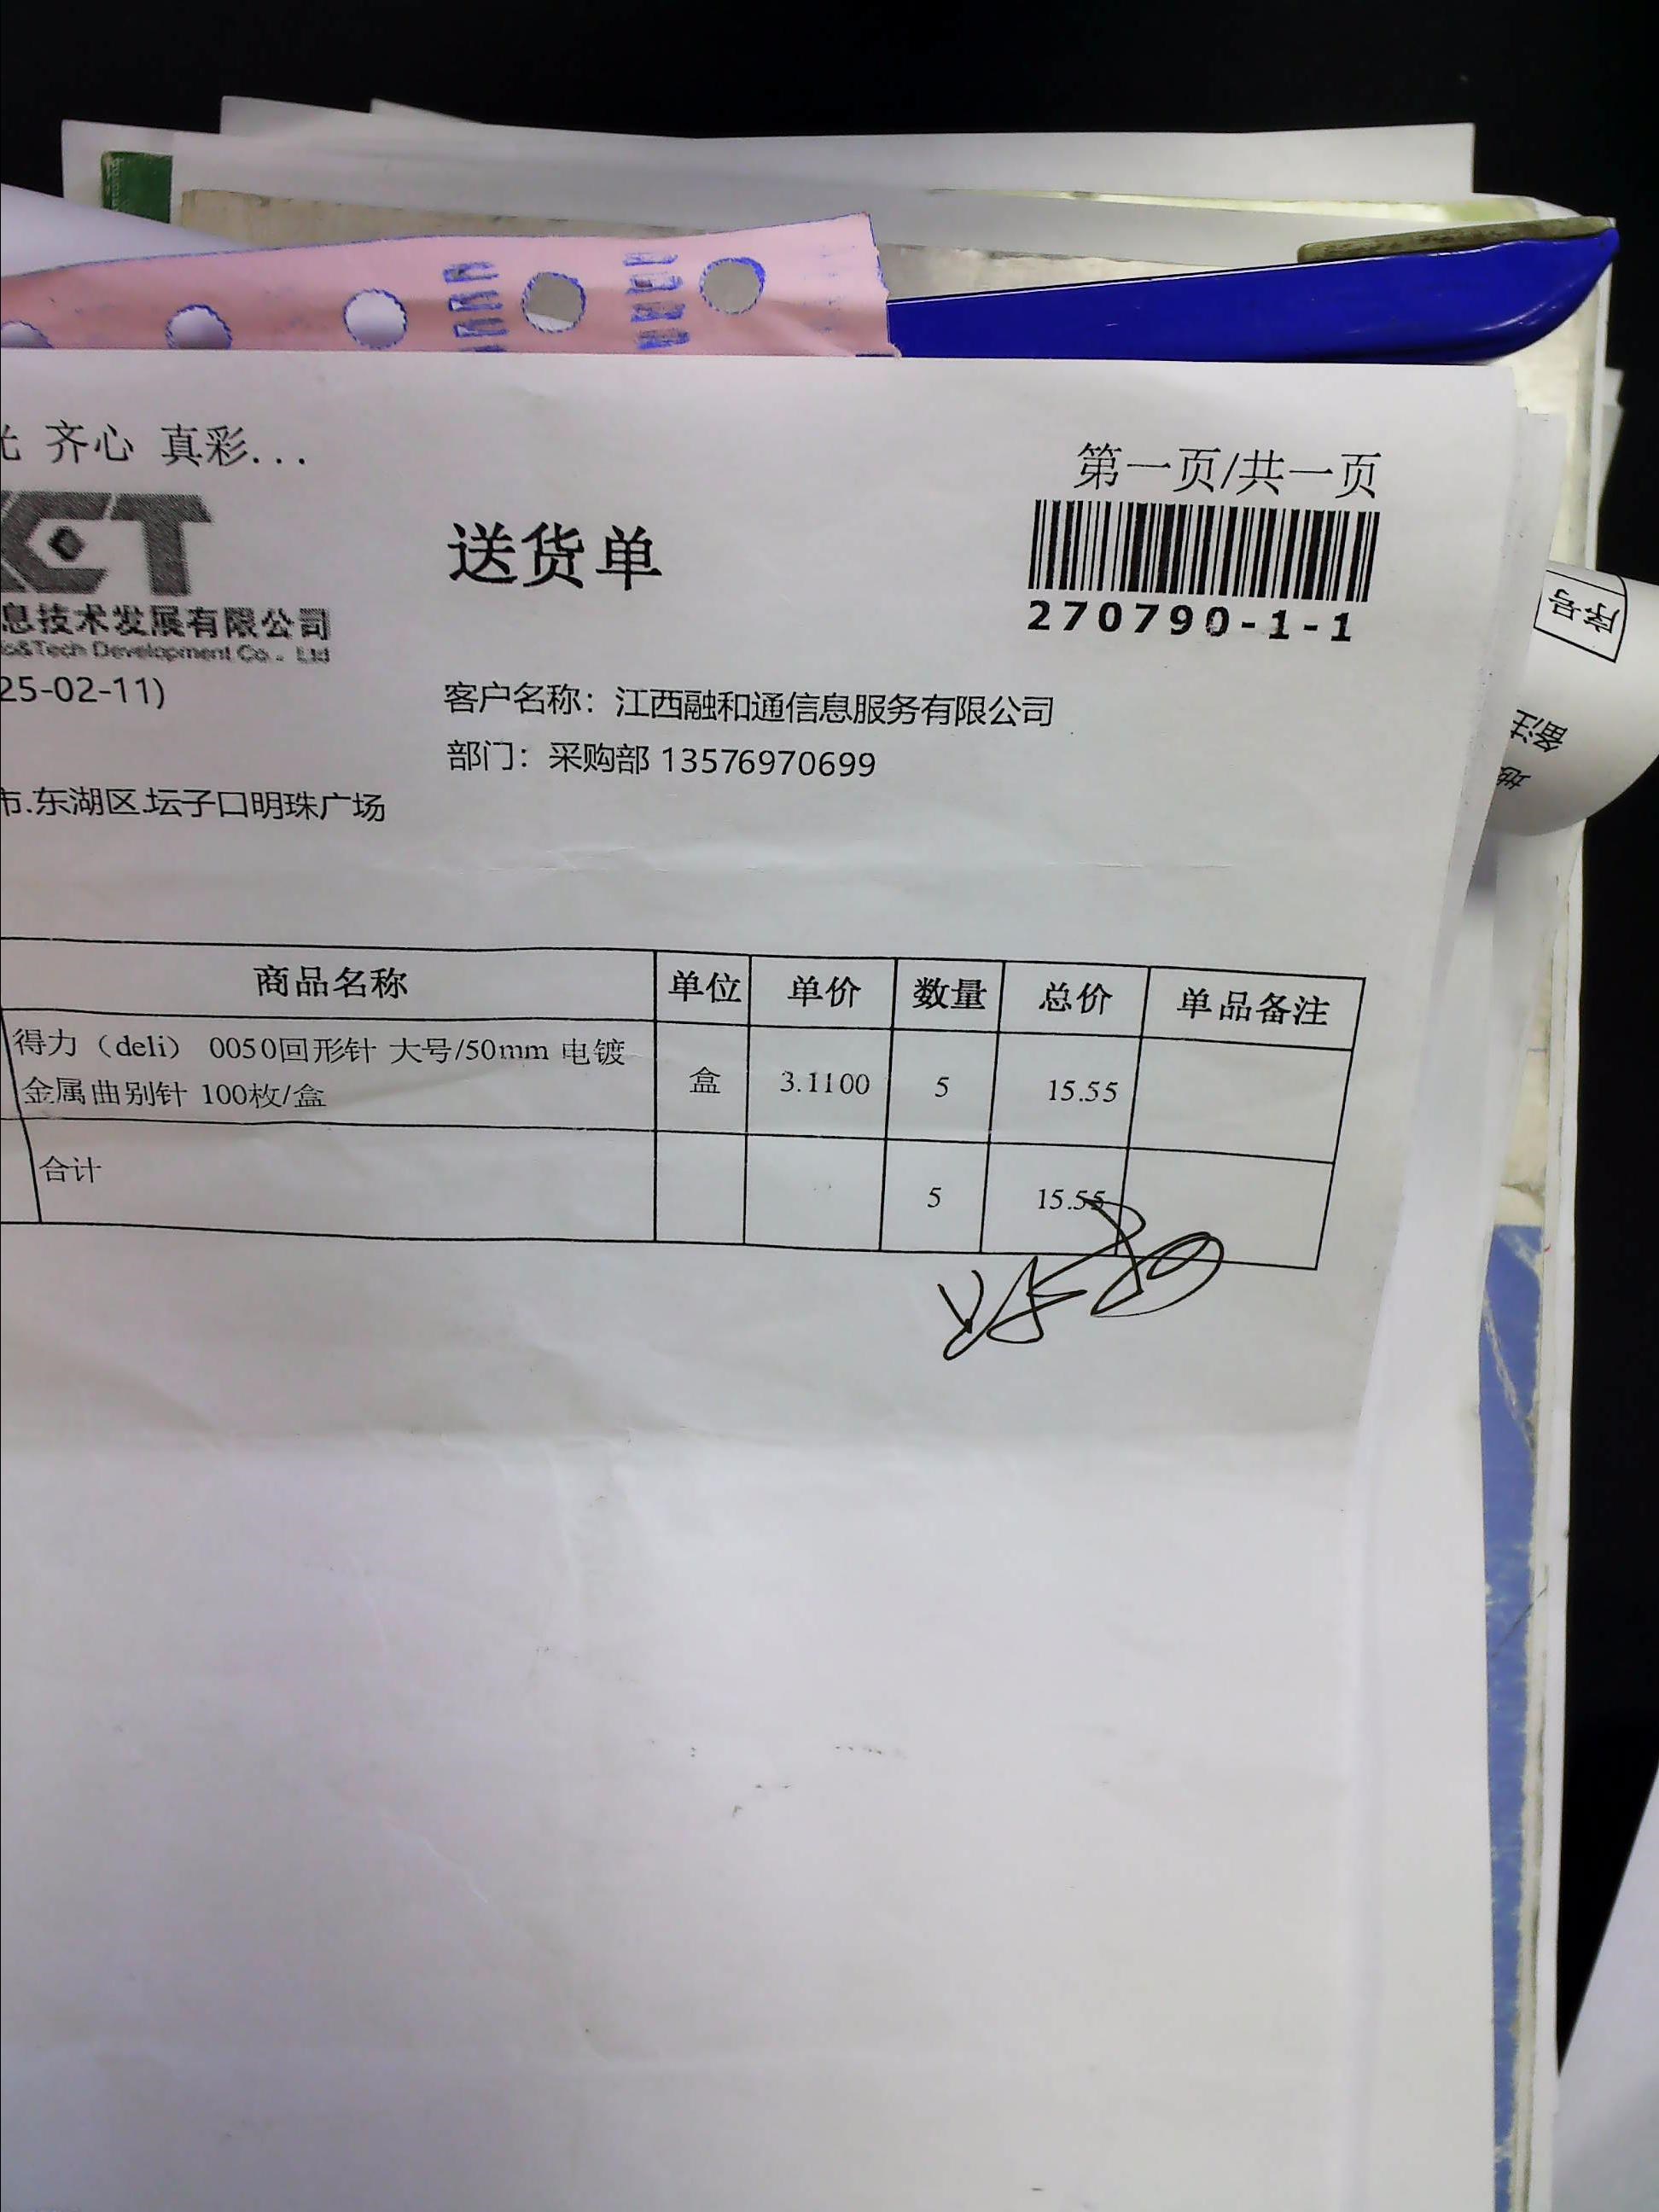 齐心 真彩...
第一页/共一页
送货单
270790-1-1
息技术发展有限公司
&Tech Development Co., Ltd
25-02-11)
客户名称：江西融和通信息服务有限公司
部门：采购部 13576970699
市.东湖区.坛子口明珠广场
商品名称 单位 单价 数量 总价 单品备注
得力（deli） 0050回形针 大号/50mm 电镀
金属曲别针 100枚/盒 盒 3.1100 5 15.55
合计 5 15.55
序号
备注